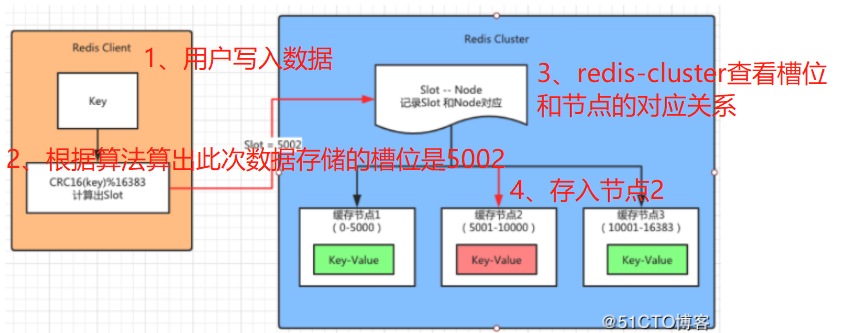 Redis Client
1、用户写入数据
Key
2、根据算法算出此次数据存储的槽位是5002
CRC16(key)%16383
计算出Slot
Slot = 5002
Redis Cluster
Slot -- Node
记录Slot 和Node对应
3、redis-cluster查看槽位
和节点的对应关系
4、存入节点2
缓存节点1
（0-5000）
Key-Value
缓存节点2
（5001-10000）
Key-Value
缓存节点3
（10001-16383）
Key-Value
@51CTO博客